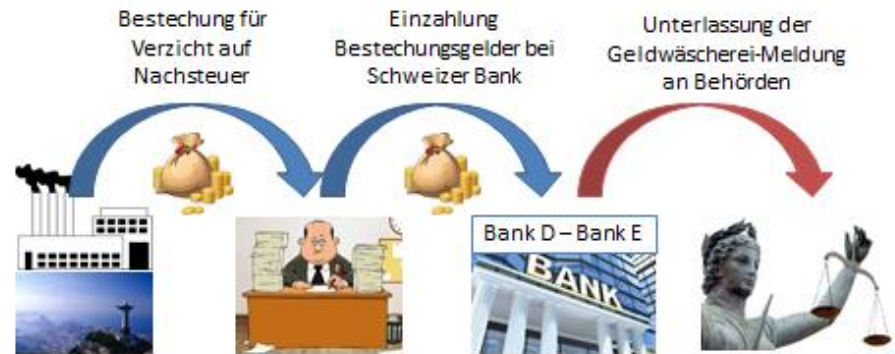 Bestechung für
Verzicht auf
Nachsteuer
Einzahlung
Bestechungsgelder bei
Schweizer Bank
Unterlassung der
Geldwäscherei-Meldung
an Behörden
Bank D – Bank E
BANK